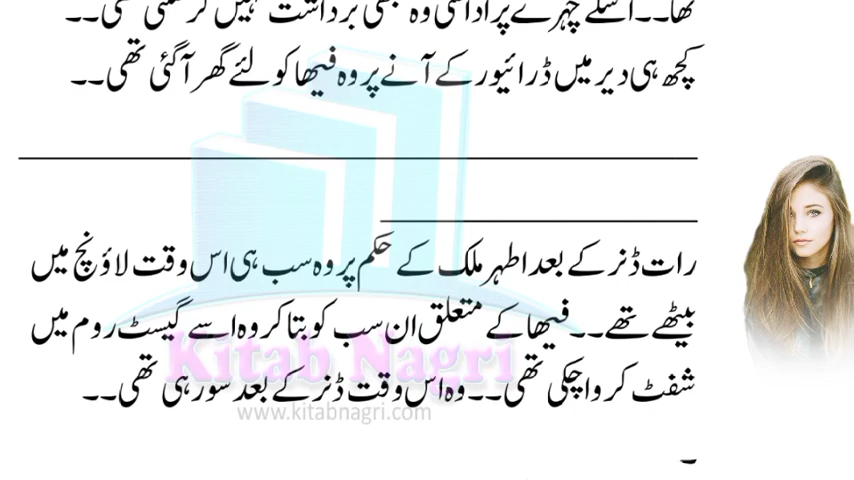 تھا۔۔اسکے چہرے پر اداسی وہ کبھی برداشت نہیں کر سکتی تھی۔۔
کچھ ہی دیر میں ڈرائیور کے آنے پر وہ فیہا کو لئے گھر آگئی تھی۔۔
رات ڈنر کے بعد اطہر ملک کے حکم پر وہ سب ہی اس وقت لاؤنچ میں
بیٹھے تھے۔۔فیہا کے متعلق ان سب کو بتا کر وہ اسے گیسٹ روم میں
شفٹ کروا چکی تھی۔۔وہ اس وقت ڈنر کے بعد سو رہی تھی۔۔
Kitab Nagri
www.kitabnagri.com
۔